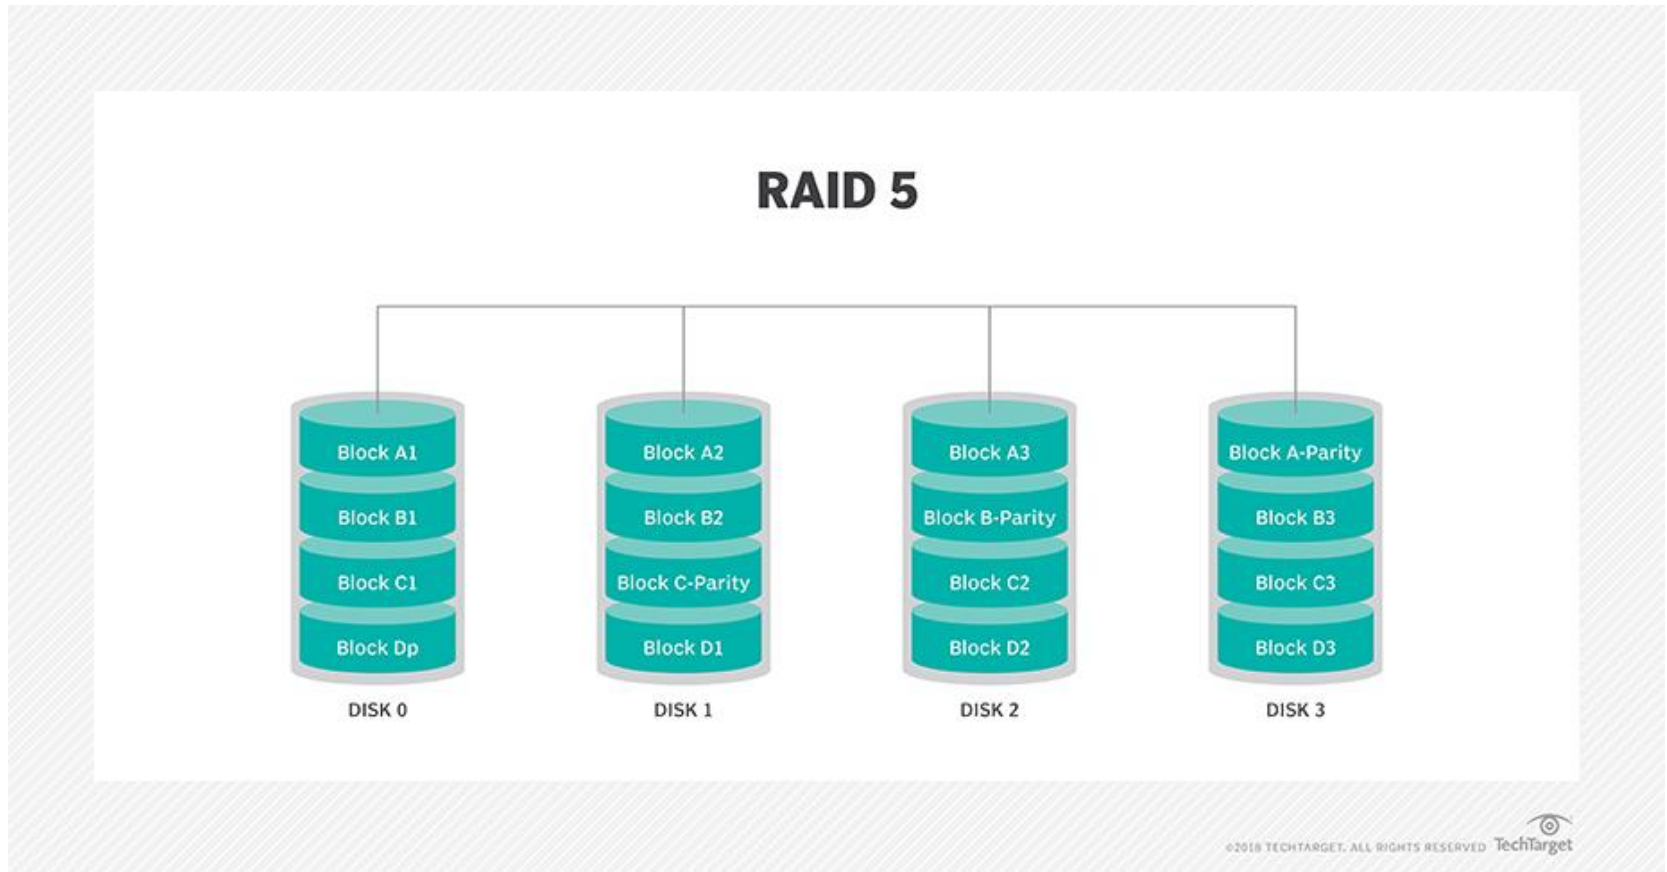 RAID 5
Block A1 Block A2 Block A3 Block A-Parity
Block B1 Block B2 Block B-Parity Block B3
Block C1 Block C-Parity Block C2 Block C3
Block Dp Block D1 Block D2 Block D3
DISK 0 DISK 1 DISK 2 DISK 3
©2018 TECHTARGET. ALL RIGHTS RESERVED TechTarget